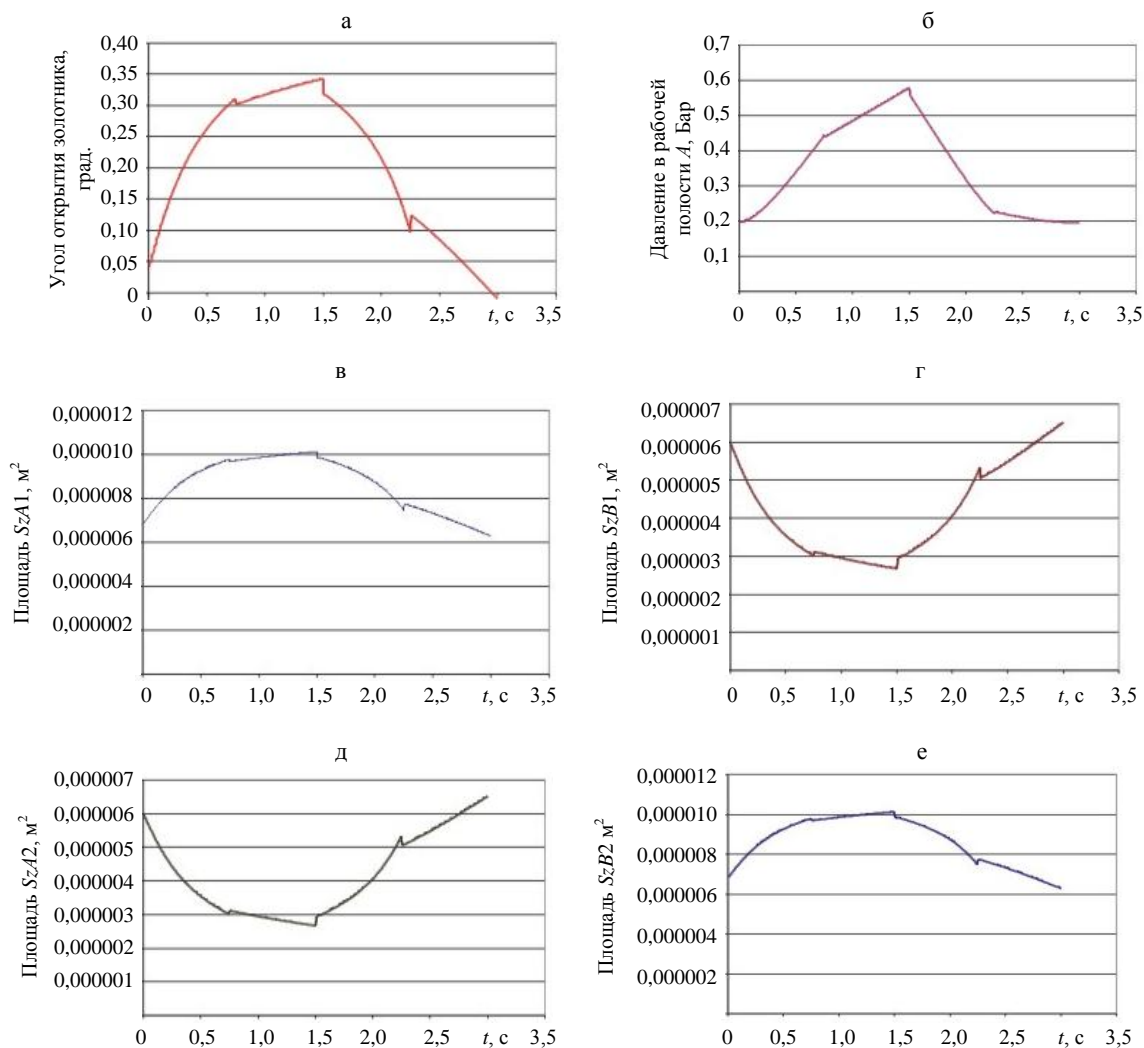 а
Угол открытия золотника,
град.
0,40
0,35
0,30
0,25
0,20
0,15
0,10
0,05
0
0 0,5 1,0 1,5 2,0 2,5 t, с 3,5
б
Давление в рабочей
полости A, Бар
0,7
0,6
0,5
0,4
0,3
0,2
0,1
0 0,5 1,0 1,5 2,0 2,5 t, с 3,5
в
Площадь SzA1, м²
0,000012
0,000010
0,000008
0,000006
0,000004
0,000002
0 0,5 1,0 1,5 2,0 2,5 t, с 3,5
г
Площадь SzB1, м²
0,000007
0,000006
0,000005
0,000004
0,000003
0,000002
0,000001
0 0,5 1,0 1,5 2,0 2,5 t, с 3,5
д
Площадь SzA2, м²
0,000007
0,000006
0,000005
0,000004
0,000003
0,000002
0,000001
0 0,5 1,0 1,5 2,0 2,5 t, с 3,5
е
Площадь SzB2 м²
0,000012
0,000010
0,000008
0,000006
0,000004
0,000002
0 0,5 1,0 1,5 2,0 2,5 t, с 3,5